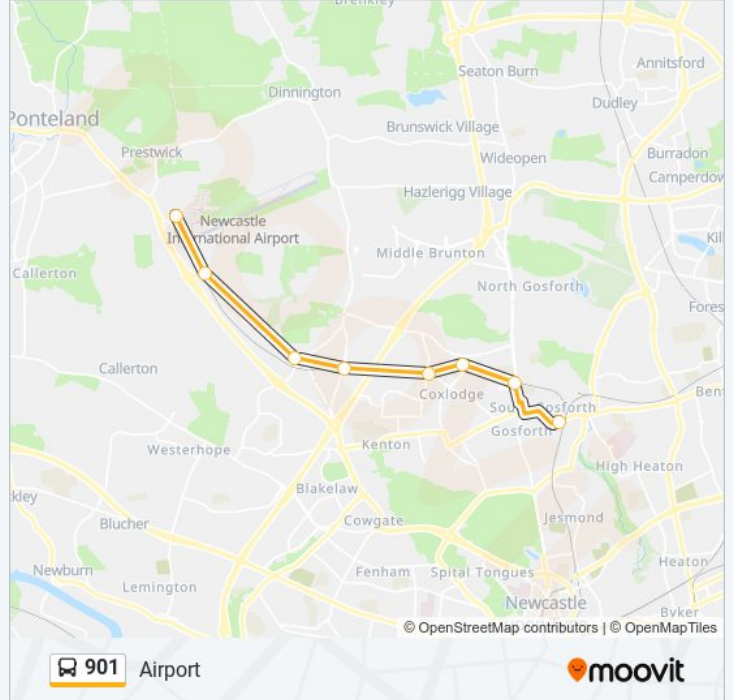 Brenkley
Annitsford
Seaton Burn
Dinnington
Dudley
Ponteland
Brunswick Village
Prestwick
Wideopen
Burradon
Camperdow
Hazlerigg Village
Newcastle
International Airport
Kil
Middle Brunton
Callerton
North Gosforth
Fores
Callerton
Coxlodge
Ben
South Gosforth
Gosforth
Kenton
Westerhope
High Heaton
Blakelaw
kley
Blucher
Cowgate
Jesmond
Newburn
Fenham
Spital Tongues
Heaton
Lemington
Newcastle
Byker
© OpenStreetMap contributors | © OpenMapTiles
901 Airport
moovit